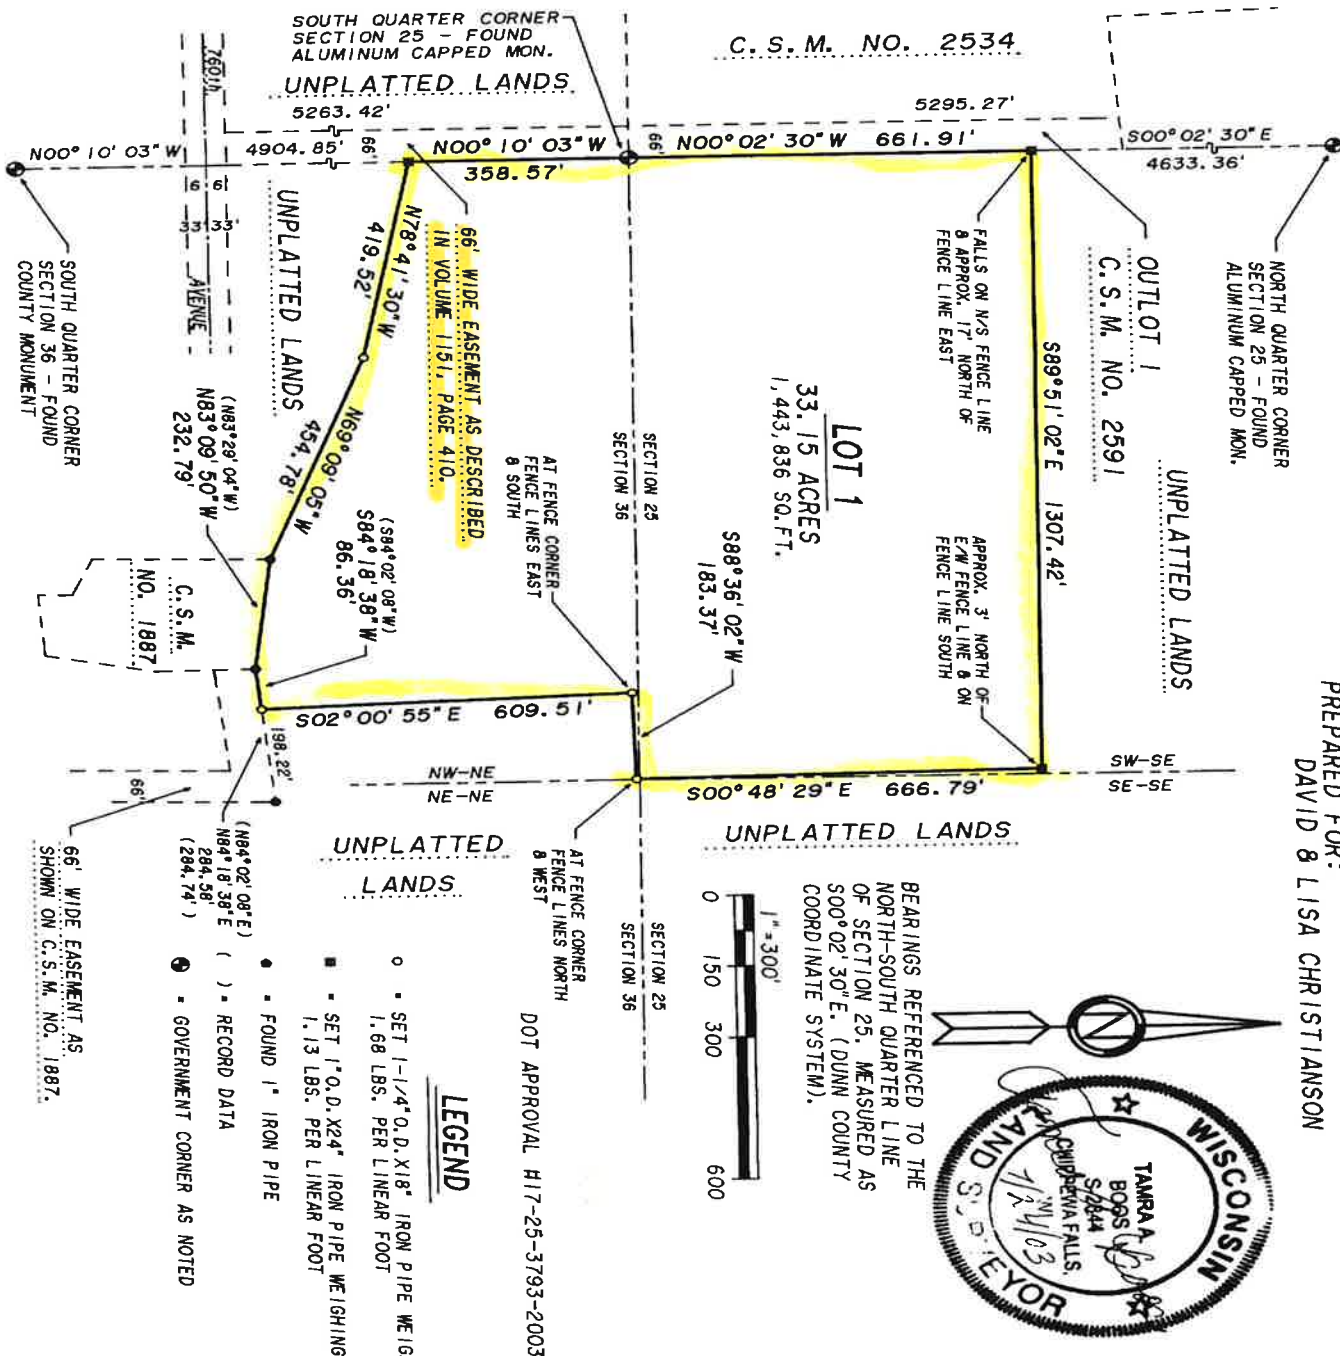 PREPARED FOR:
DAVID & LISA CHRISTIANSON
SOUTH QUARTER CORNER
SECTION 25 - FOUND
ALUMINUM CAPPED MON.
UNPLATTED LANDS
C.S.M. NO. 2534
5263.42'
5295.27'
760th
AVENUE
N00°10'03"W
4904.85'
66'
N00°10'03"W
358.57'
66'
N00°02'30"W 661.91'
S00°02'30"E
4633.36'
66'
33' 33'
UNPLATTED LANDS
SOUTH QUARTER CORNER
SECTION 36 - FOUND
COUNTY MONUMENT
NORTH QUARTER CORNER
SECTION 25 - FOUND
ALUMINUM CAPPED MON.
OUTLOT 1
C.S.M. NO. 2591
UNPLATTED LANDS
FALLS ON N/S FENCE LINE
& APPROX. 17' NORTH OF
FENCE LINE EAST
S89°51'02"E 1307.42'
N78°41'30"W
419.52'
66' WIDE EASEMENT AS DESCRIBED
IN VOLUME 1151, PAGE 410.
N69°09'05"W
454.78'
(N83°29'04"W)
N83°09'50"W
232.79'
(S84°02'08"W)
S84°18'38"W
86.36'
LOT 1
33.15 ACRES
1,443,836 SQ.FT.
SECTION 25
SECTION 36
AT FENCE CORNER
FENCE LINES EAST
& SOUTH
S88°36'02"W
183.37'
APPROX. 3' NORTH OF
E/W FENCE LINE & ON
FENCE LINE SOUTH
C.S.M.
NO. 1887
S02°00'55"E 609.51'
198.22'
66'
NW-NE
NE-NE
S00°48'29"E 666.79'
SW-SE
SE-SE
UNPLATTED
LANDS
UNPLATTED LANDS
AT FENCE CORNER
FENCE LINES NORTH
& WEST
SECTION 25
SECTION 36
(N84°02'08"E)
N84°18'38"E
284.58'
(284.74')
66' WIDE EASEMENT AS
SHOWN ON C.S.M. NO. 1887.
1"=300'
0 150 300 600
BEARINGS REFERENCED TO THE
NORTH-SOUTH QUARTER LINE
OF SECTION 25. MEASURED AS
S00°02'30"E. (DUNN COUNTY
COORDINATE SYSTEM).
N
WISCONSIN
TAMRA A
BOGS
S-2844
CHIPPEWA FALLS,
WI
7/24/03
LAND SURVEYOR
DOT APPROVAL #17-25-3793-2003
LEGEND
○ = SET 1-1/4"O.D.X18" IRON PIPE WEIG
1.68 LBS. PER LINEAR FOOT
■ = SET 1"O.D.X24" IRON PIPE WEIGHING
1.13 LBS. PER LINEAR FOOT
● = FOUND 1" IRON PIPE
( ) = RECORD DATA
= GOVERNMENT CORNER AS NOTED